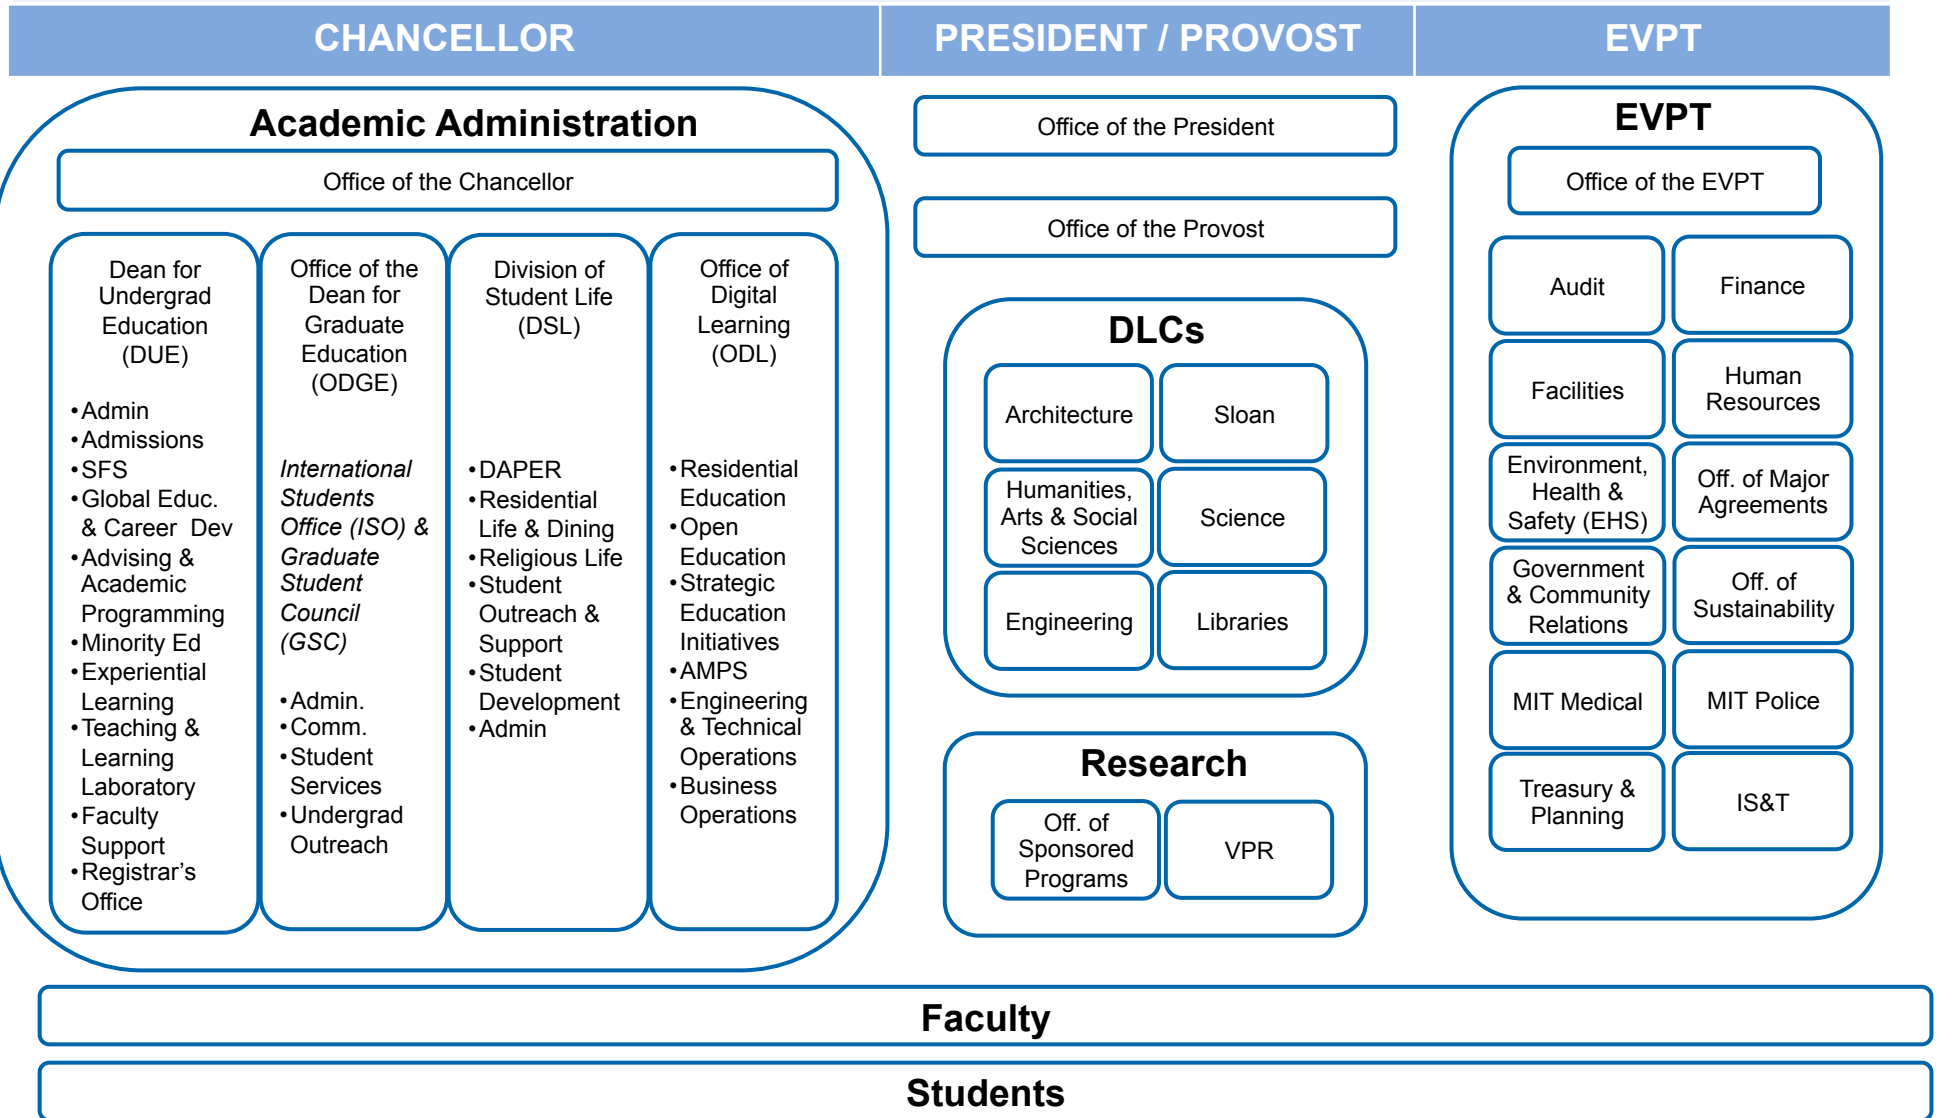 CHANCELLOR
PRESIDENT / PROVOST
EVPT
Academic Administration
Office of the Chancellor
Dean for
Undergrad
Education
(DUE)
•Admin
•Admissions
•SFS
•Global Educ.
& Career Dev
•Advising &
Academic
Programming
•Minority Ed
•Experiential
Learning
•Teaching &
Learning
Laboratory
•Faculty
Support
•Registrar’s
Office
Office of the
Dean for
Graduate
Education
(ODGE)
International
Students
Office (ISO) &
Graduate
Student
Council
(GSC)
•Admin.
•Comm.
•Student
Services
•Undergrad
Outreach
Division of
Student Life
(DSL)
•DAPER
•Residential
Life & Dining
•Religious Life
•Student
Outreach &
Support
•Student
Development
•Admin
Office of
Digital
Learning
(ODL)
•Residential
Education
•Open
Education
•Strategic
Education
Initiatives
•AMPS
•Engineering
& Technical
Operations
•Business
Operations
Office of the President
Office of the Provost
DLCs
Architecture
Sloan
Humanities,
Arts & Social
Sciences
Science
Engineering
Libraries
Research
Off. of
Sponsored
Programs
VPR
EVPT
Office of the EVPT
Audit
Finance
Facilities
Human
Resources
Environment,
Health &
Safety (EHS)
Off. of Major
Agreements
Government
& Community
Relations
Off. of
Sustainability
MIT Medical
MIT Police
Treasury &
Planning
IS&T
Faculty
Students